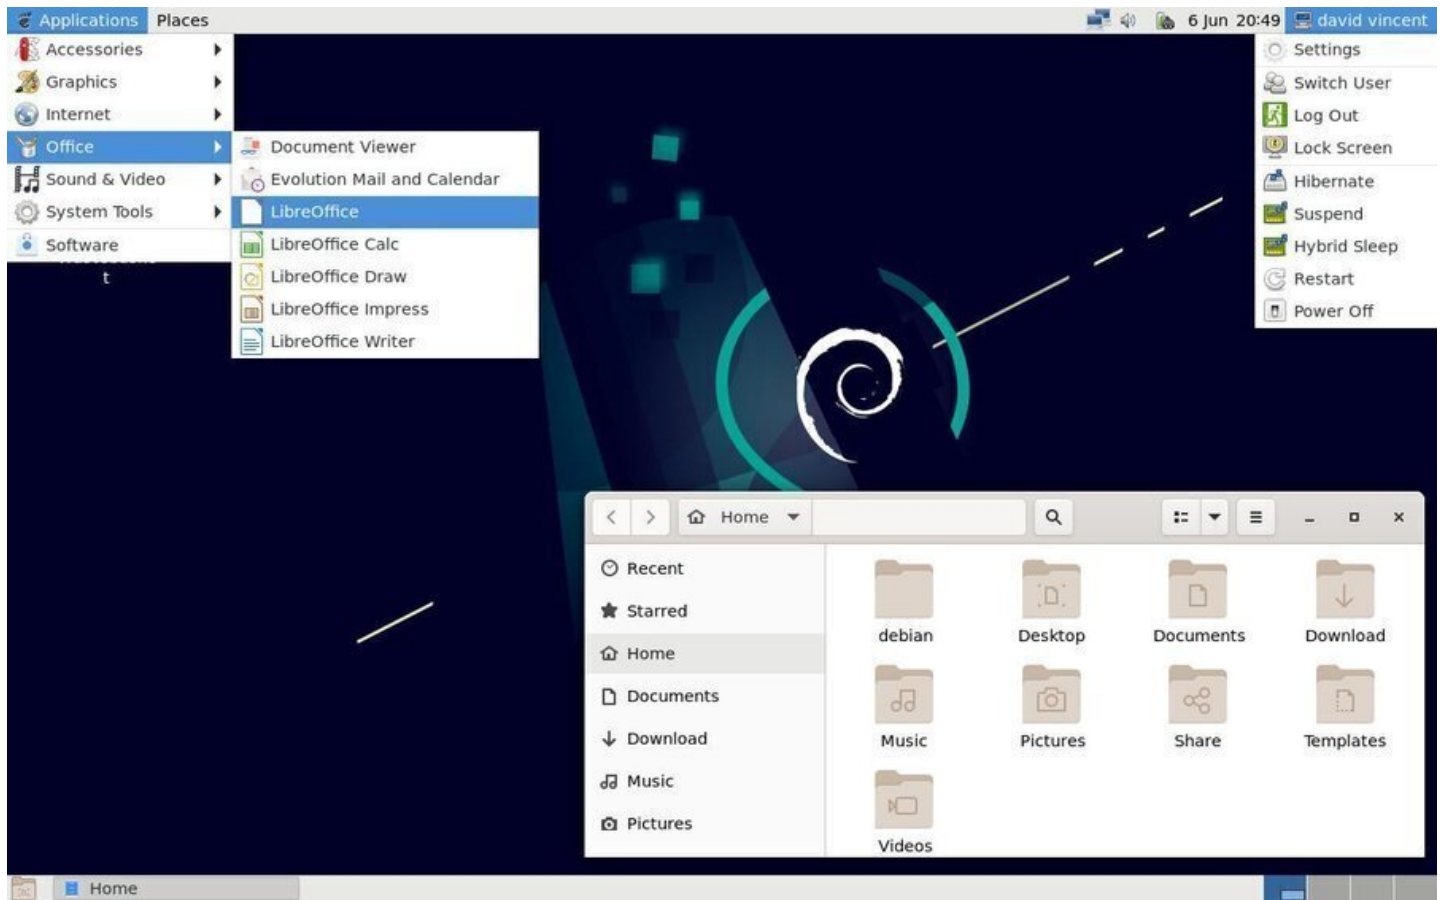 Applications Places
6 Jun 20:49 david vincent
Accessories
Graphics
Internet
Office
Sound & Video
System Tools
Software
t
Document Viewer
Evolution Mail and Calendar
LibreOffice
LibreOffice Calc
LibreOffice Draw
LibreOffice Impress
LibreOffice Writer
Settings
Switch User
Log Out
Lock Screen
Hibernate
Suspend
Hybrid Sleep
Restart
Power Off
Home
Recent
Starred
Home
Documents
Download
Music
Pictures
debian Desktop Documents Download
Music Pictures Share Templates
Videos
Home